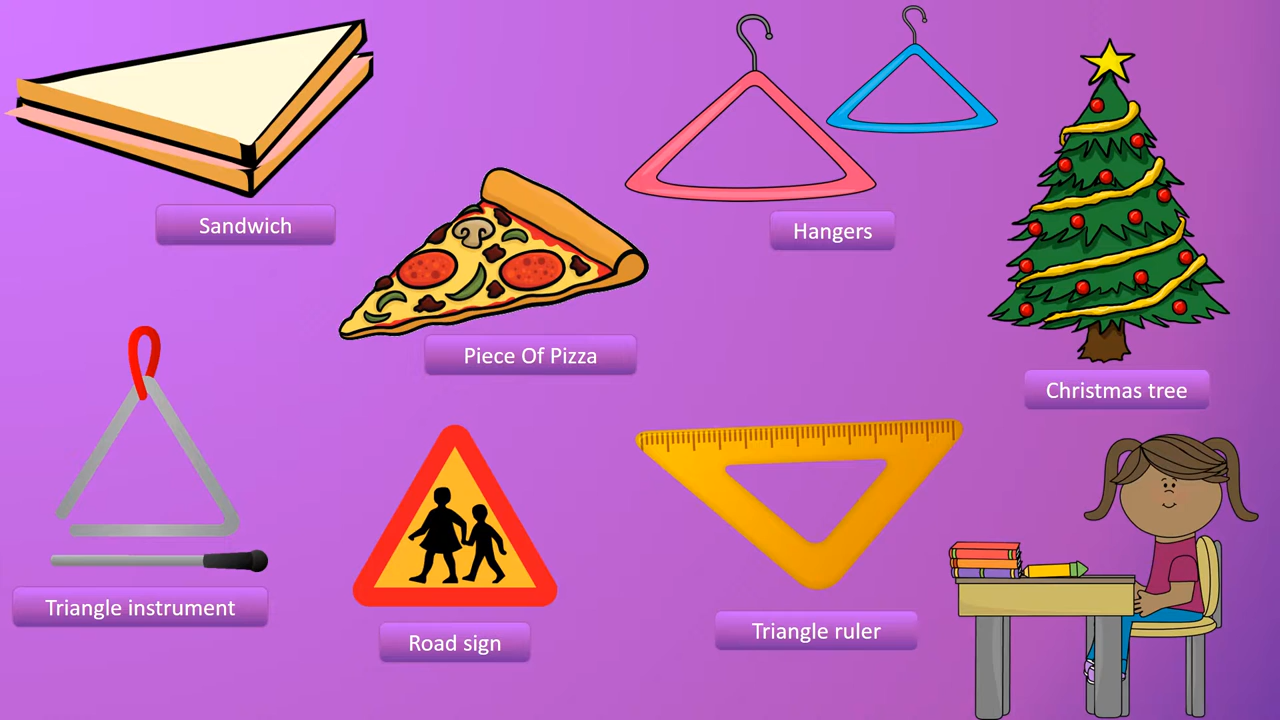 Sandwich
Hangers
Piece Of Pizza
Christmas tree
Triangle instrument
Road sign
Triangle ruler